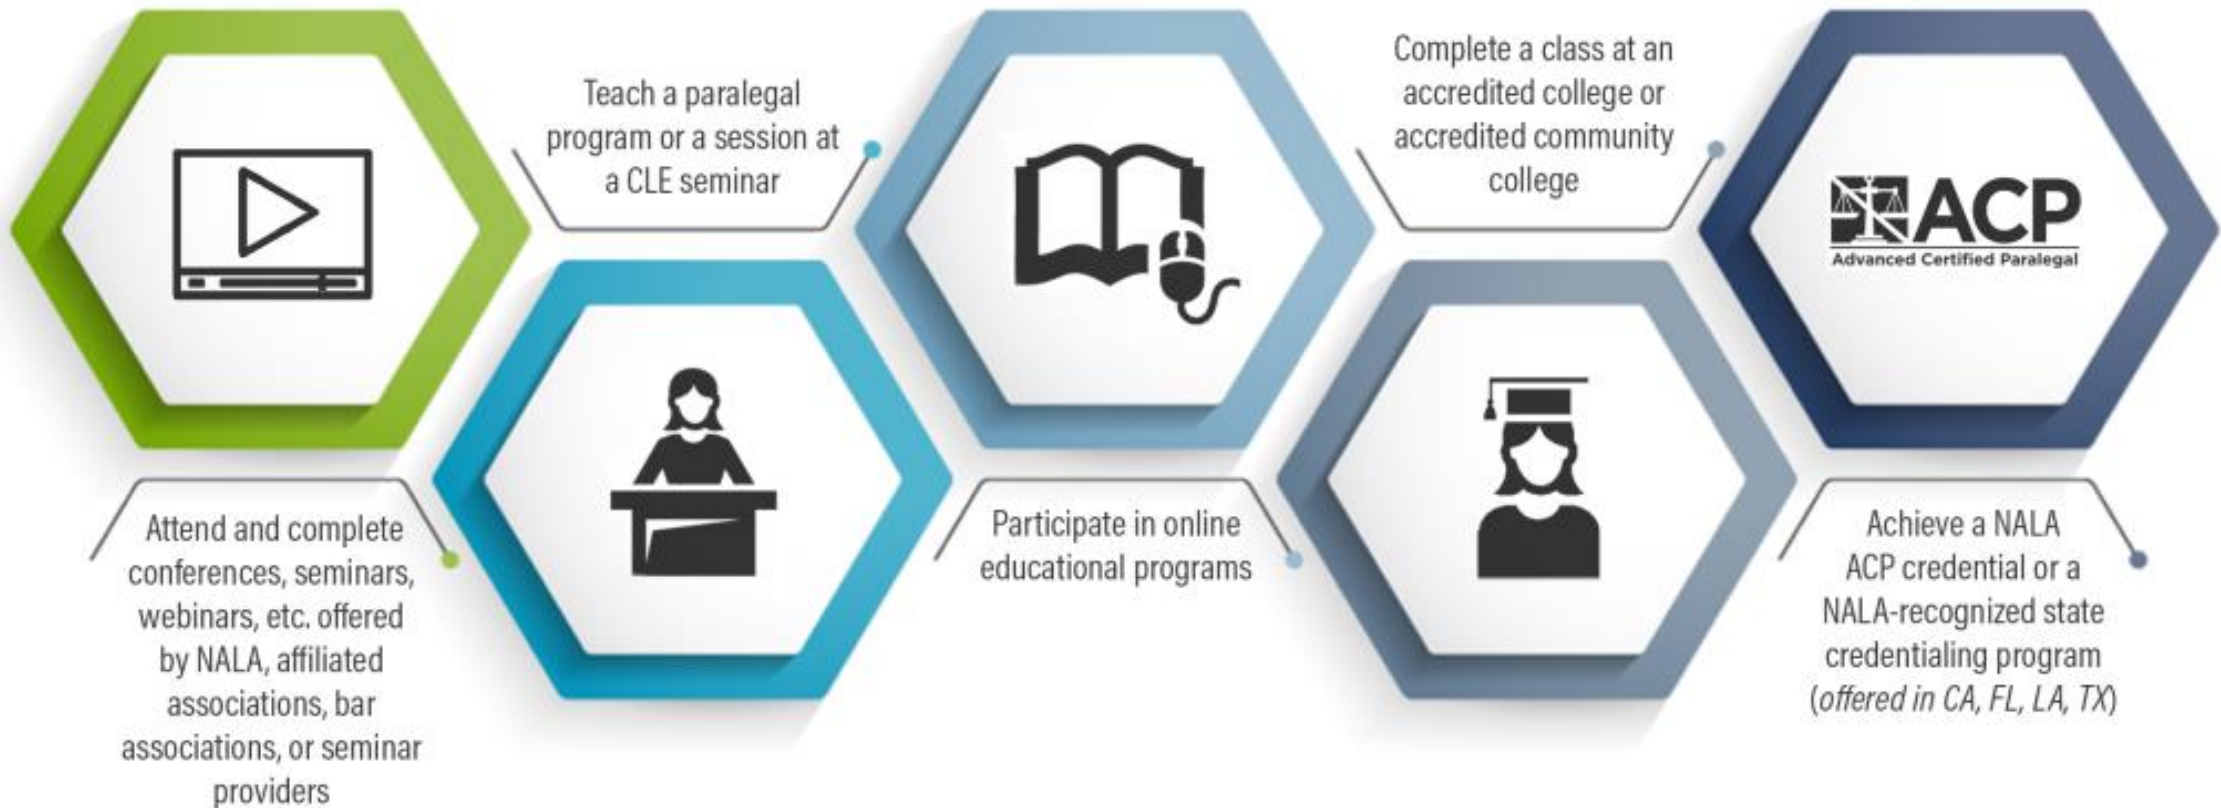 Attend and complete
conferences, seminars,
webinars, etc. offered
by NALA, affiliated
associations, bar
associations, or seminar
providers
Teach a paralegal
program or a session at
a CLE seminar
Participate in online
educational programs
Complete a class at an
accredited college or
accredited community
college
ACP
Advanced Certified Paralegal
Achieve a NALA
ACP credential or a
NALA-recognized state
credentialing program
(offered in CA, FL, LA, TX)